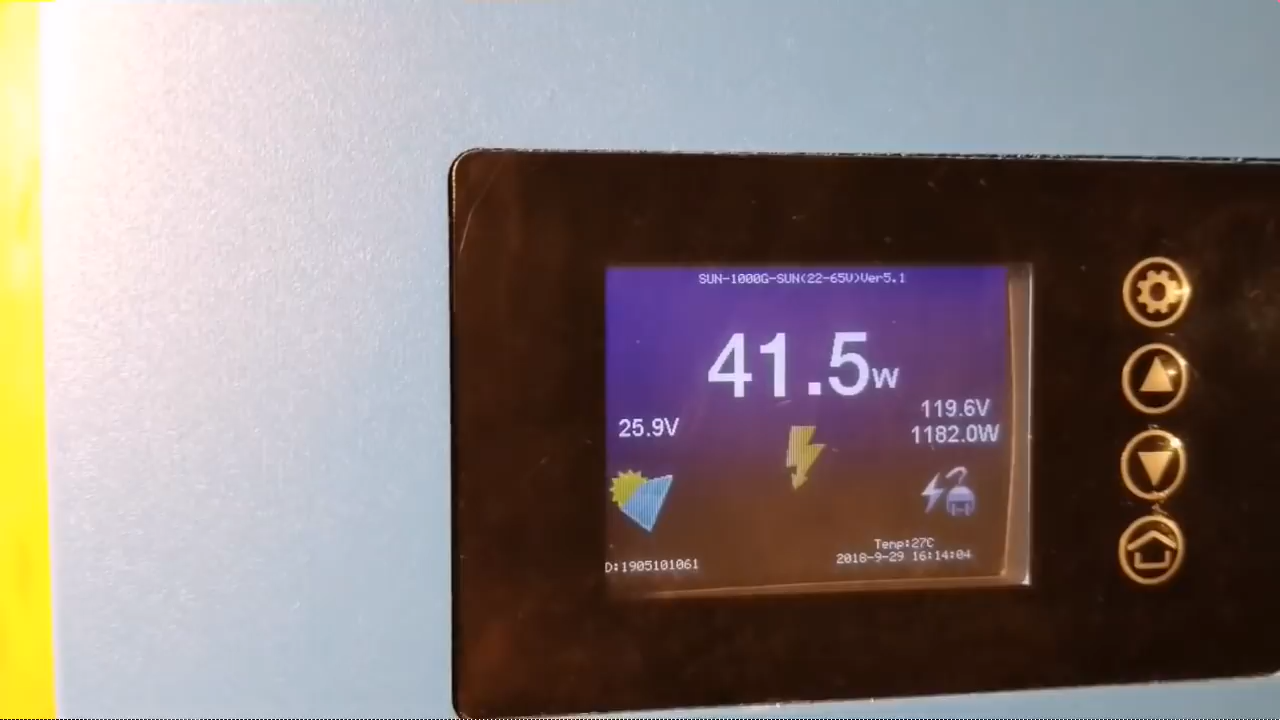 SUN-1000G-SUN(22-65V)Ver5.1
41.5W
25.9V
119.6V
1182.0W
Temp:27C
2018-9-29 16:14:04
D:1905101061